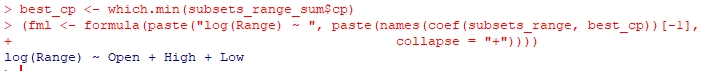 > best_cp <- which.min(subsets_range_sum$cp)
> (fml <- formula(paste("log(Range) ~ ", paste(names(coef(subsets_range, best_cp))[-1],
+ collapse = "+"))))
log(Range) ~ Open + High + Low
>